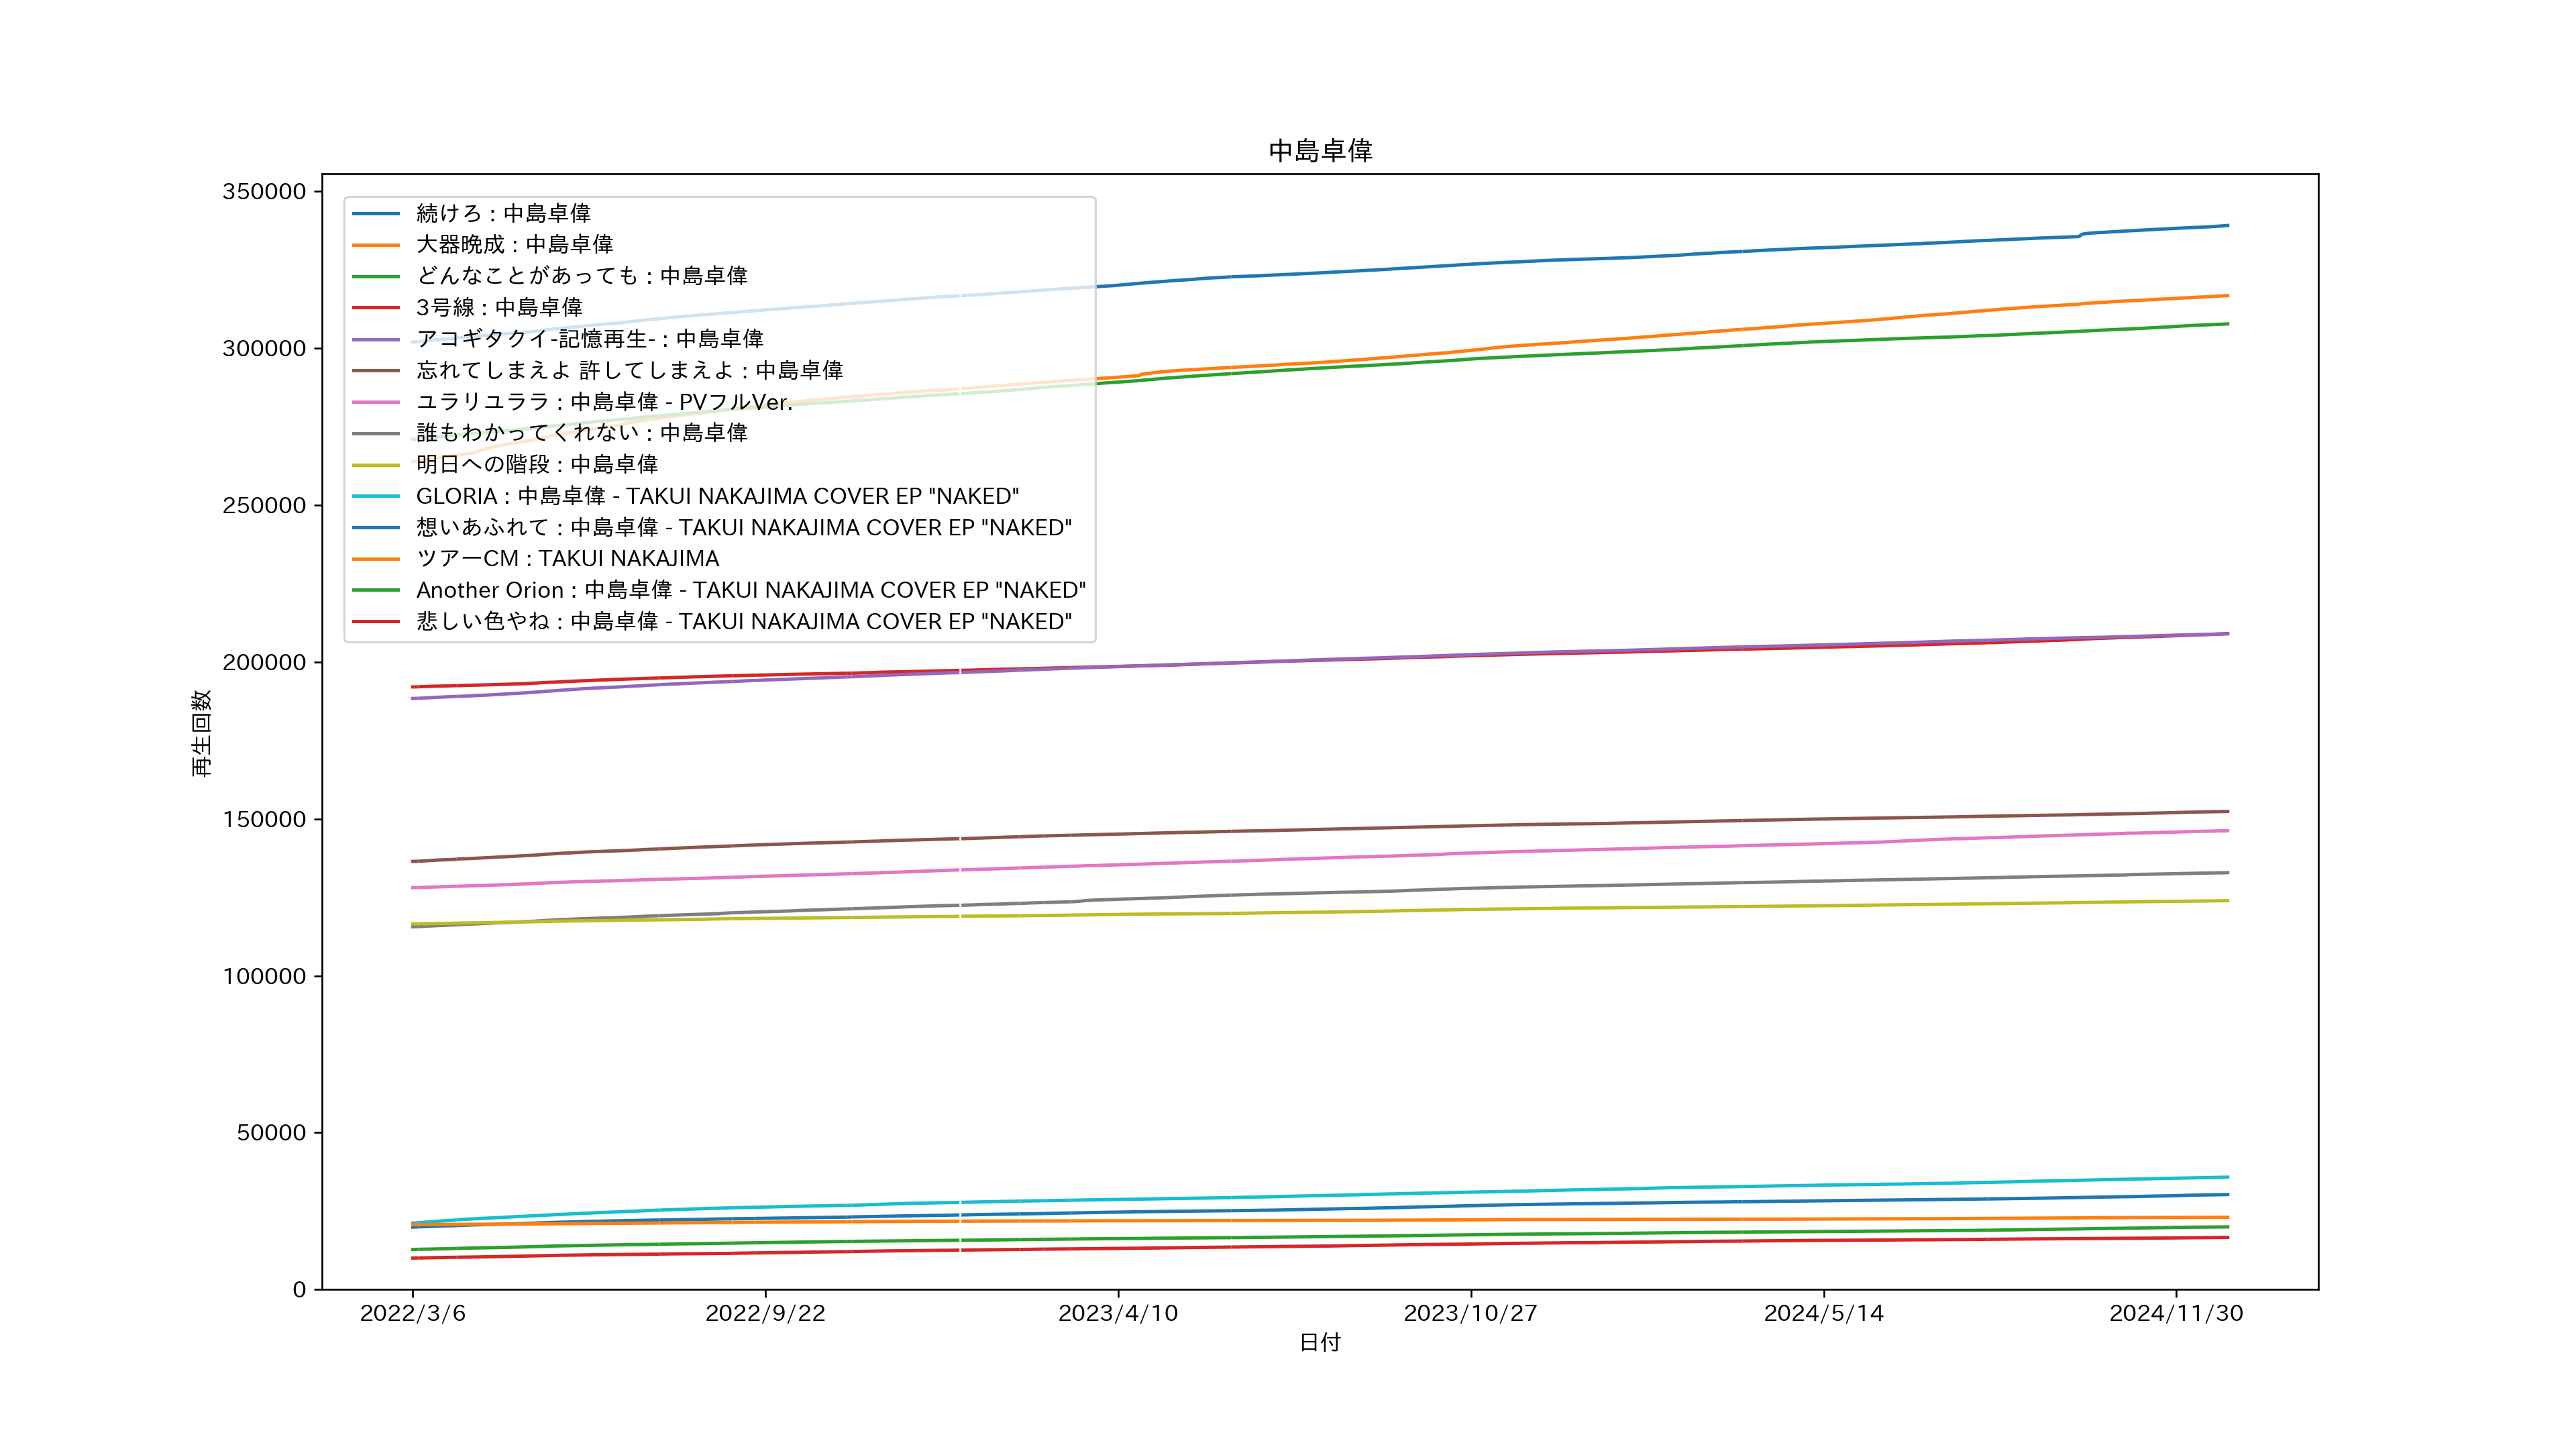 中島卓偉
350000
300000
250000
200000
150000
100000
50000
0
再生回数
続けろ : 中島卓偉
大器晩成 : 中島卓偉
どんなことがあっても : 中島卓偉
3号線 : 中島卓偉
アコギタクイ-記憶再生- : 中島卓偉
忘れてしまえよ 許してしまえよ : 中島卓偉
ユラリユララ : 中島卓偉 - PVフルVer.
誰もわかってくれない : 中島卓偉
明日への階段 : 中島卓偉
GLORIA : 中島卓偉 - TAKUI NAKAJIMA COVER EP "NAKED"
想いあふれて : 中島卓偉 - TAKUI NAKAJIMA COVER EP "NAKED"
ツアーCM : TAKUI NAKAJIMA
Another Orion : 中島卓偉 - TAKUI NAKAJIMA COVER EP "NAKED"
悲しい色やね : 中島卓偉 - TAKUI NAKAJIMA COVER EP "NAKED"
2022/3/6
2022/9/22
2023/4/10
2023/10/27
2024/5/14
2024/11/30
日付